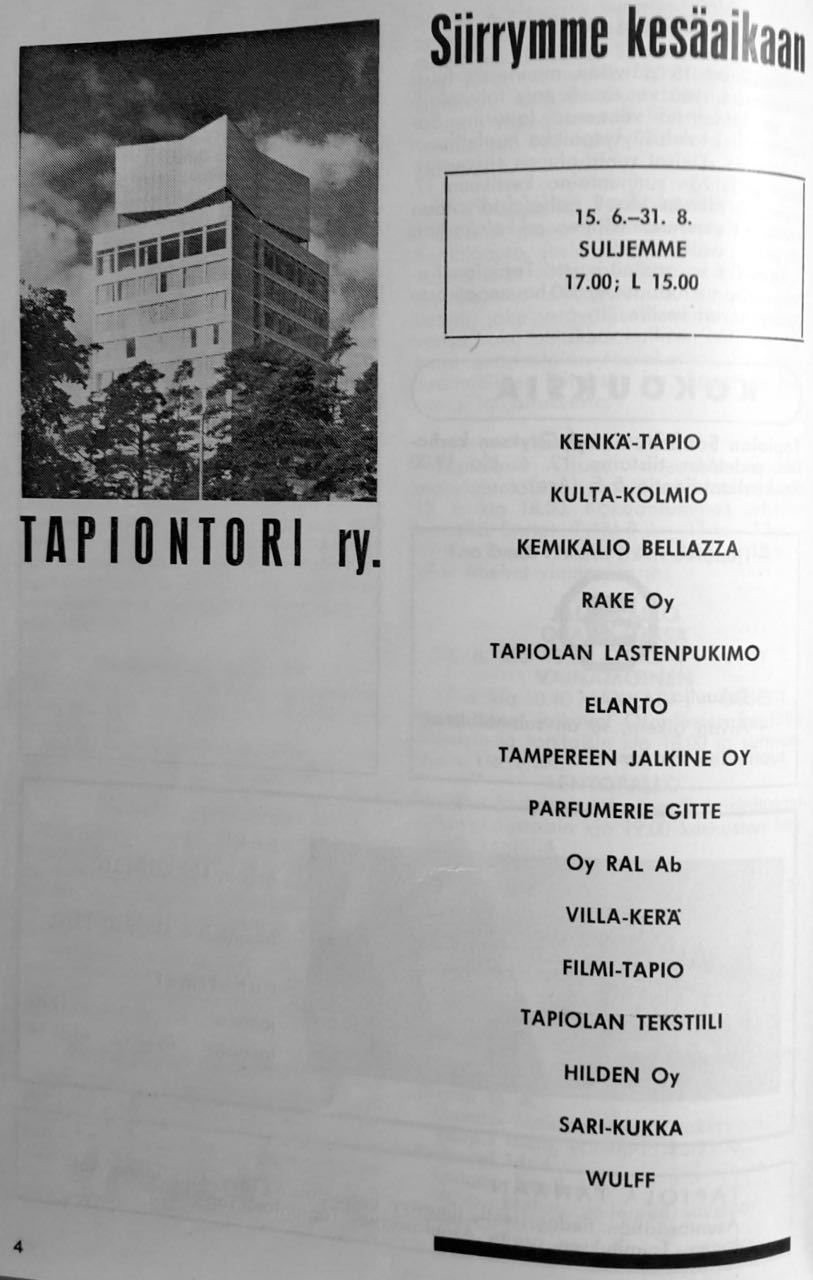 TAPIONTORI ry.
Siirrymme kesäaikaan
15. 6.–31. 8.
SULJEMME
17.00; L 15.00
KENKÄ-TAPIO
KULTA-KOLMIO
KEMIKALIO BELLAZZA
RAKE Oy
TAPIOLAN LASTENPUKIMO
ELANTO
TAMPEREEN JALKINE OY
PARFUMERIE GITTE
Oy RAL Ab
VILLA-KERÄ
FILMI-TAPIO
TAPIOLAN TEKSTIILI
HILDEN Oy
SARI-KUKKA
WULFF
4